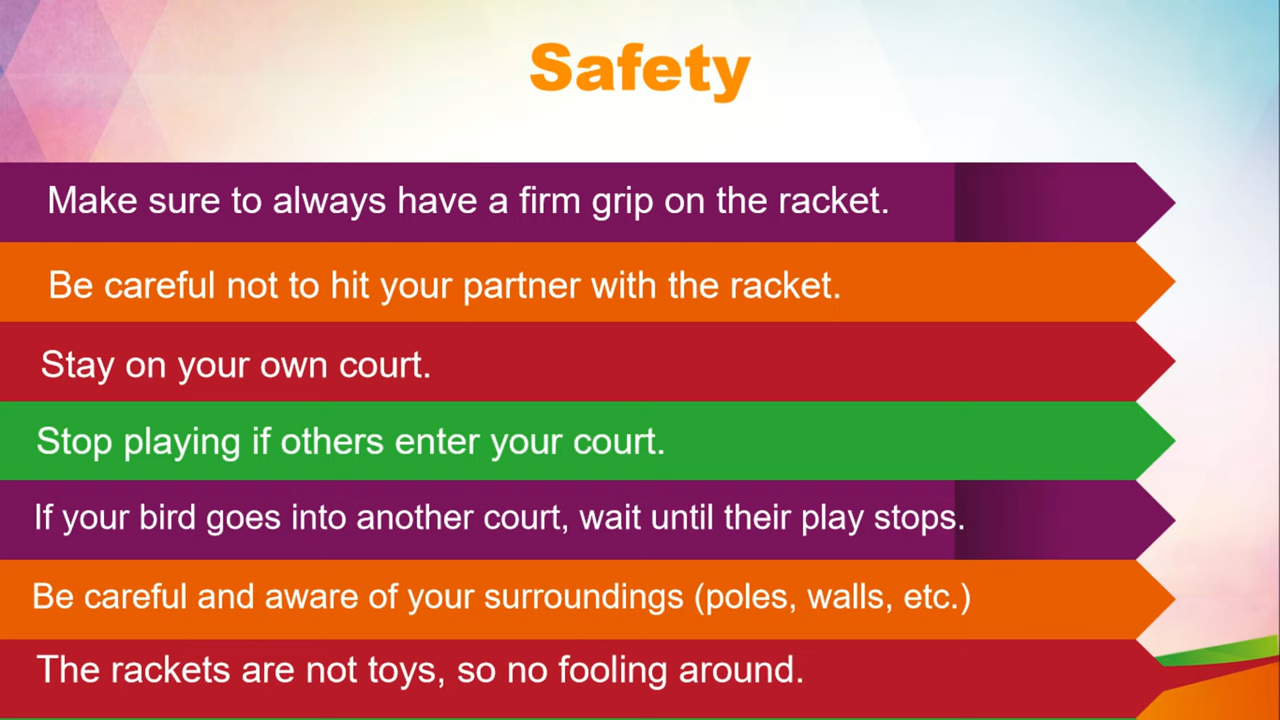 Safety
Make sure to always have a firm grip on the racket.
Be careful not to hit your partner with the racket.
Stay on your own court.
Stop playing if others enter your court.
If your bird goes into another court, wait until their play stops.
Be careful and aware of your surroundings (poles, walls, etc.)
The rackets are not toys, so no fooling around.